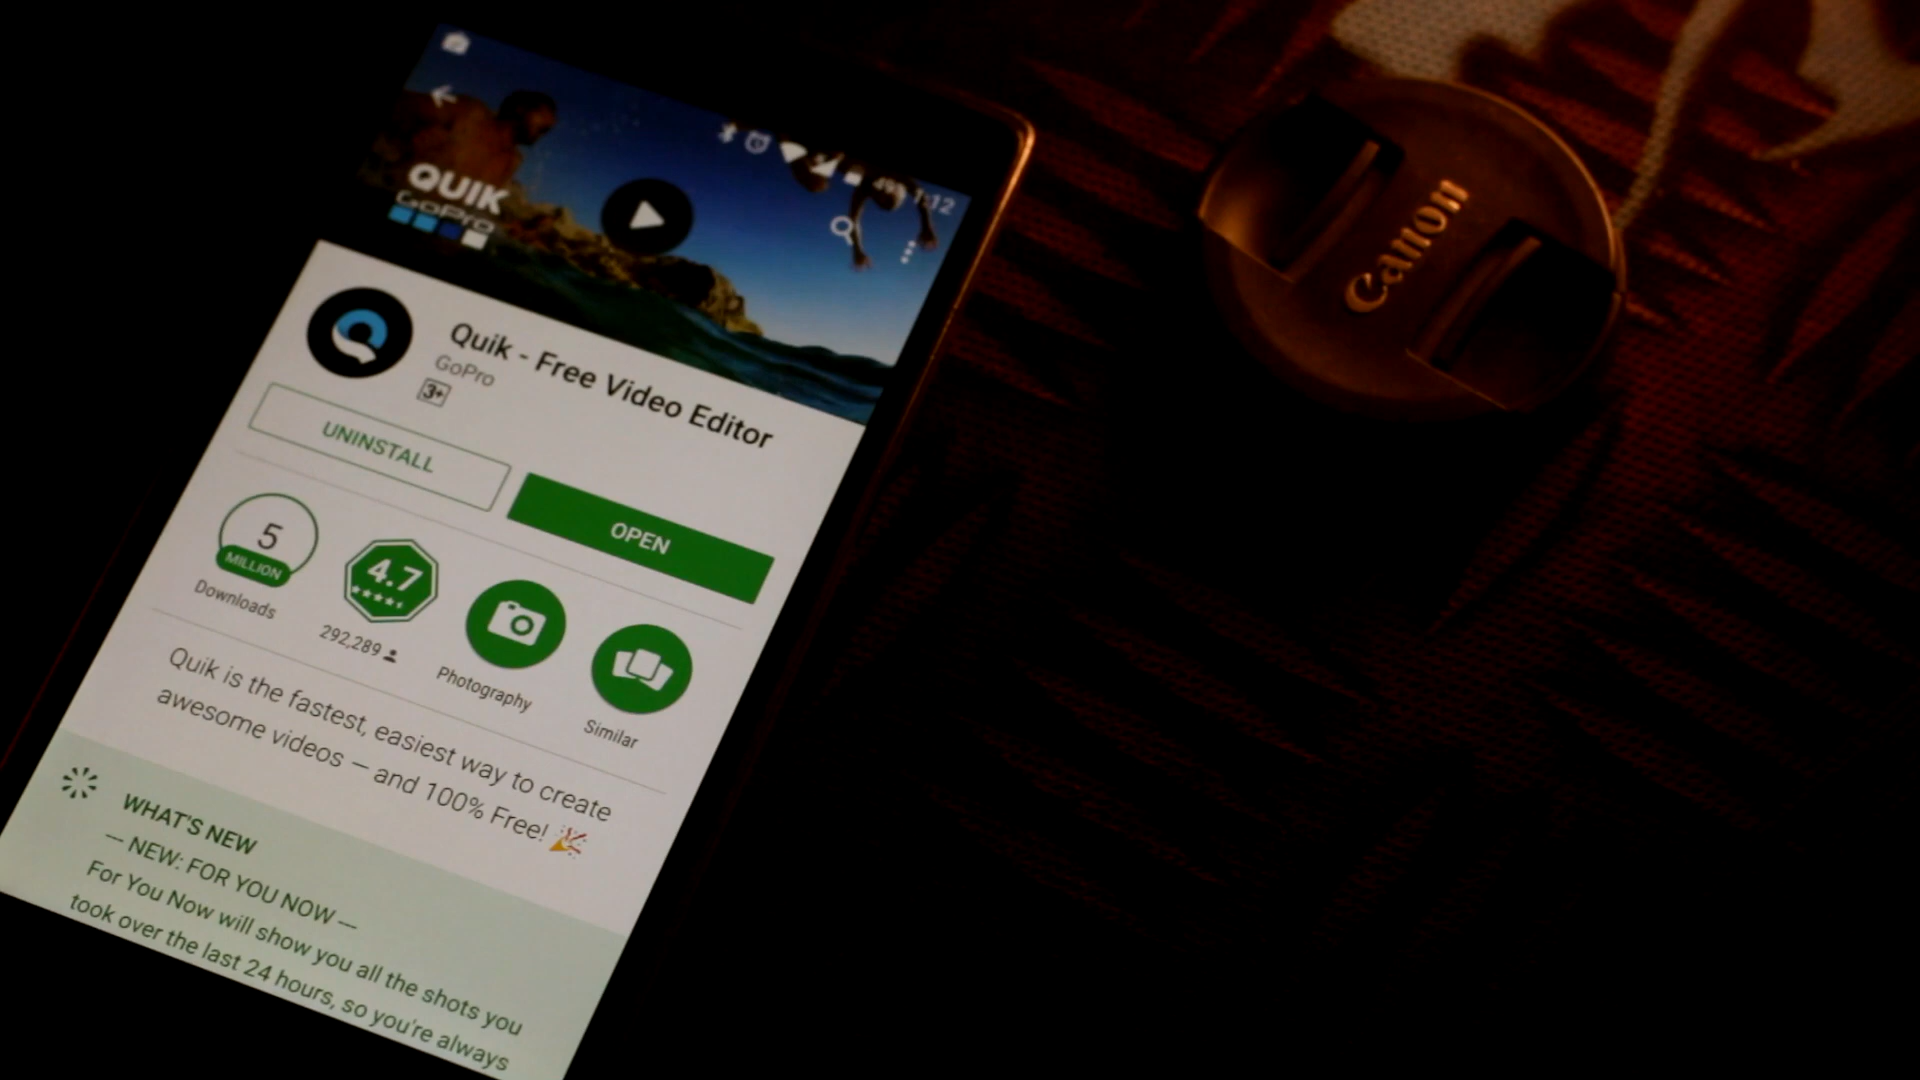 49% 1:12
QUIK
GoPro
Quik - Free Video Editor
GoPro
3+
UNINSTALL
OPEN
5
MILLION
Downloads
4.7
292,289
Photography
Similar
Quik is the fastest, easiest way to create
awesome videos — and 100% Free! 🎉
WHAT'S NEW
— NEW: FOR YOU NOW —
For You Now will show you all the shots you
took over the last 24 hours, so you're always
Canon